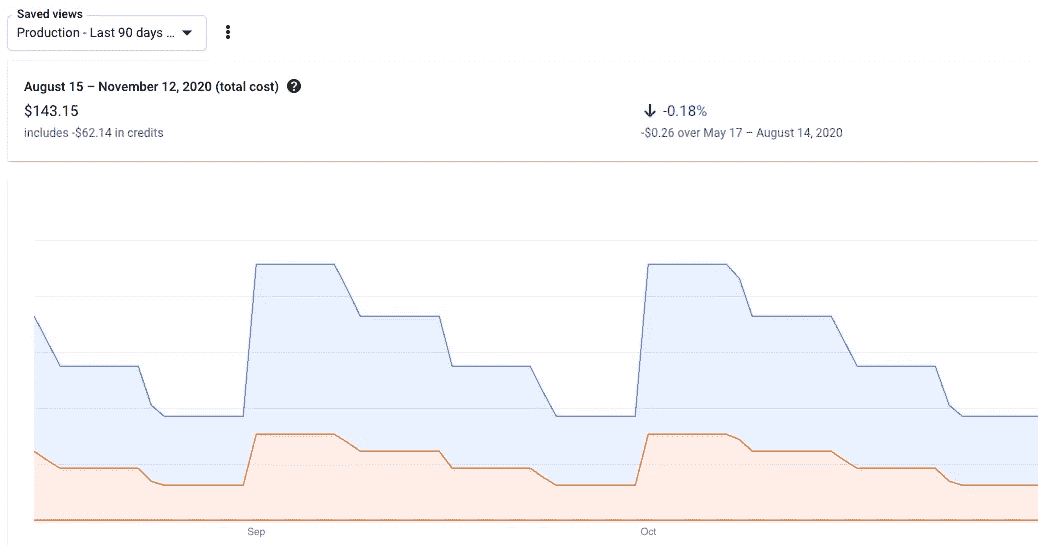 Saved views
Production - Last 90 days ...
August 15 – November 12, 2020 (total cost) ?
$143.15
includes -$62.14 in credits
-0.18%
-$0.26 over May 17 – August 14, 2020
Sep
Oct